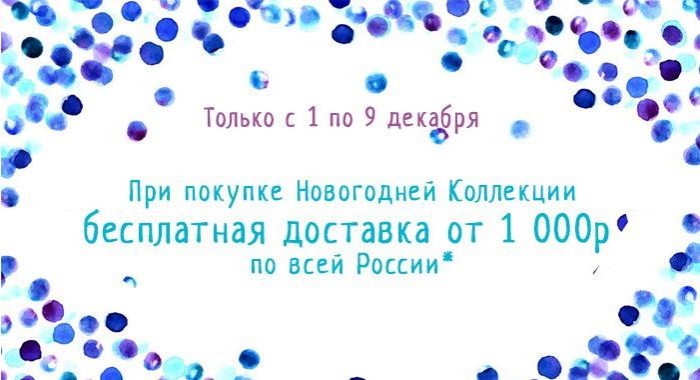 Только с 1 по 9 декабря
При покупке Новогодней Коллекции
бесплатная доставка от 1 000р
по всей России*